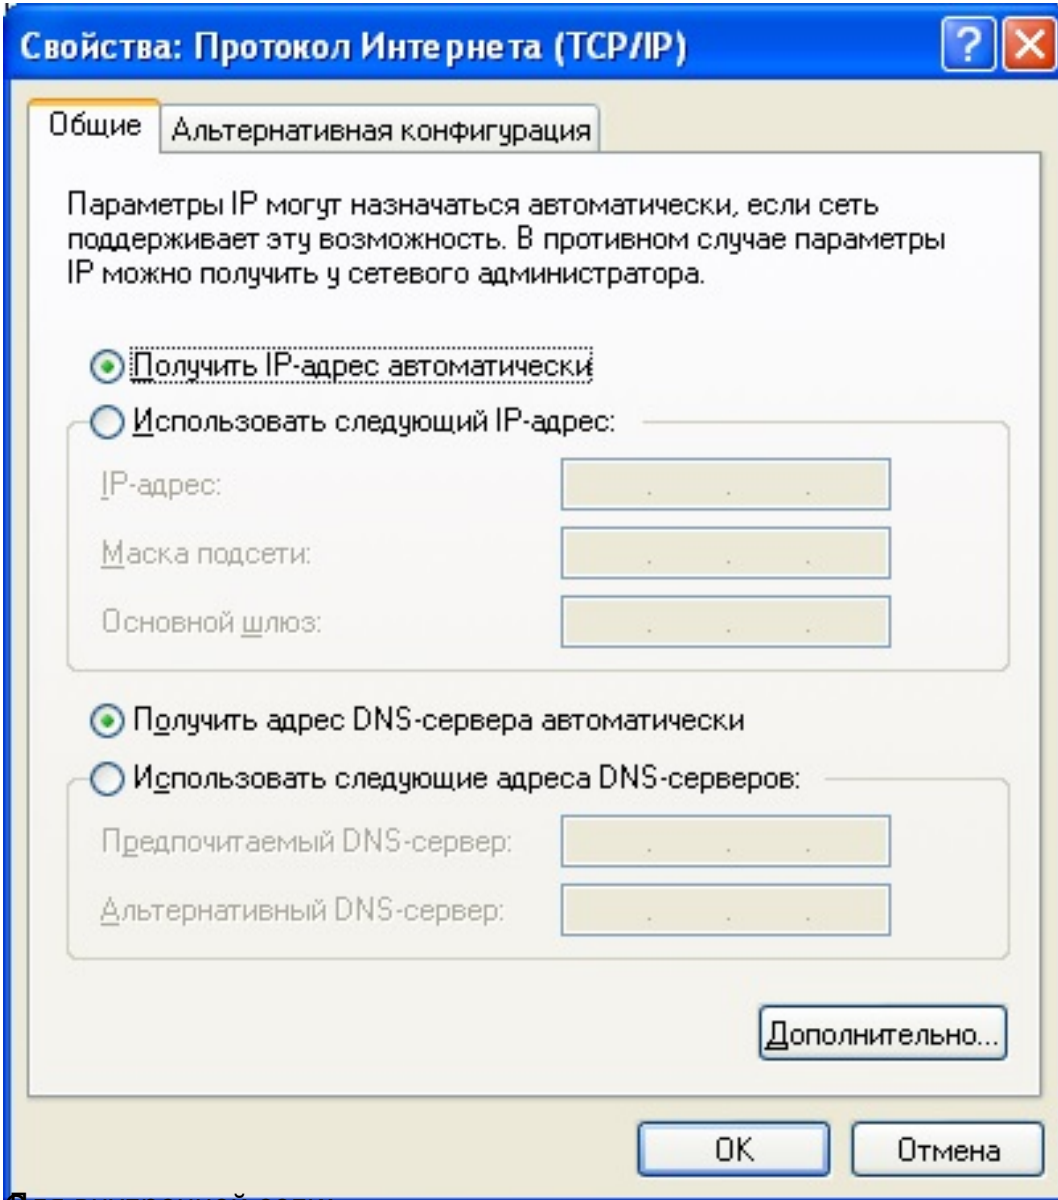 Свойства: Протокол Интернета (TCP/IP)
Общие
Альтернативная конфигурация
Параметры IP могут назначаться автоматически, если сеть
поддерживает эту возможность. В противном случае параметры
IP можно получить у сетевого администратора.
Получить IP-адрес автоматически
Использовать следующий IP-адрес:
IP-адрес:
Маска подсети:
Основной шлюз:
Получить адрес DNS-сервера автоматически
Использовать следующие адреса DNS-серверов:
Предпочитаемый DNS-сервер:
Альтернативный DNS-сервер:
Дополнительно...
OK
Отмена